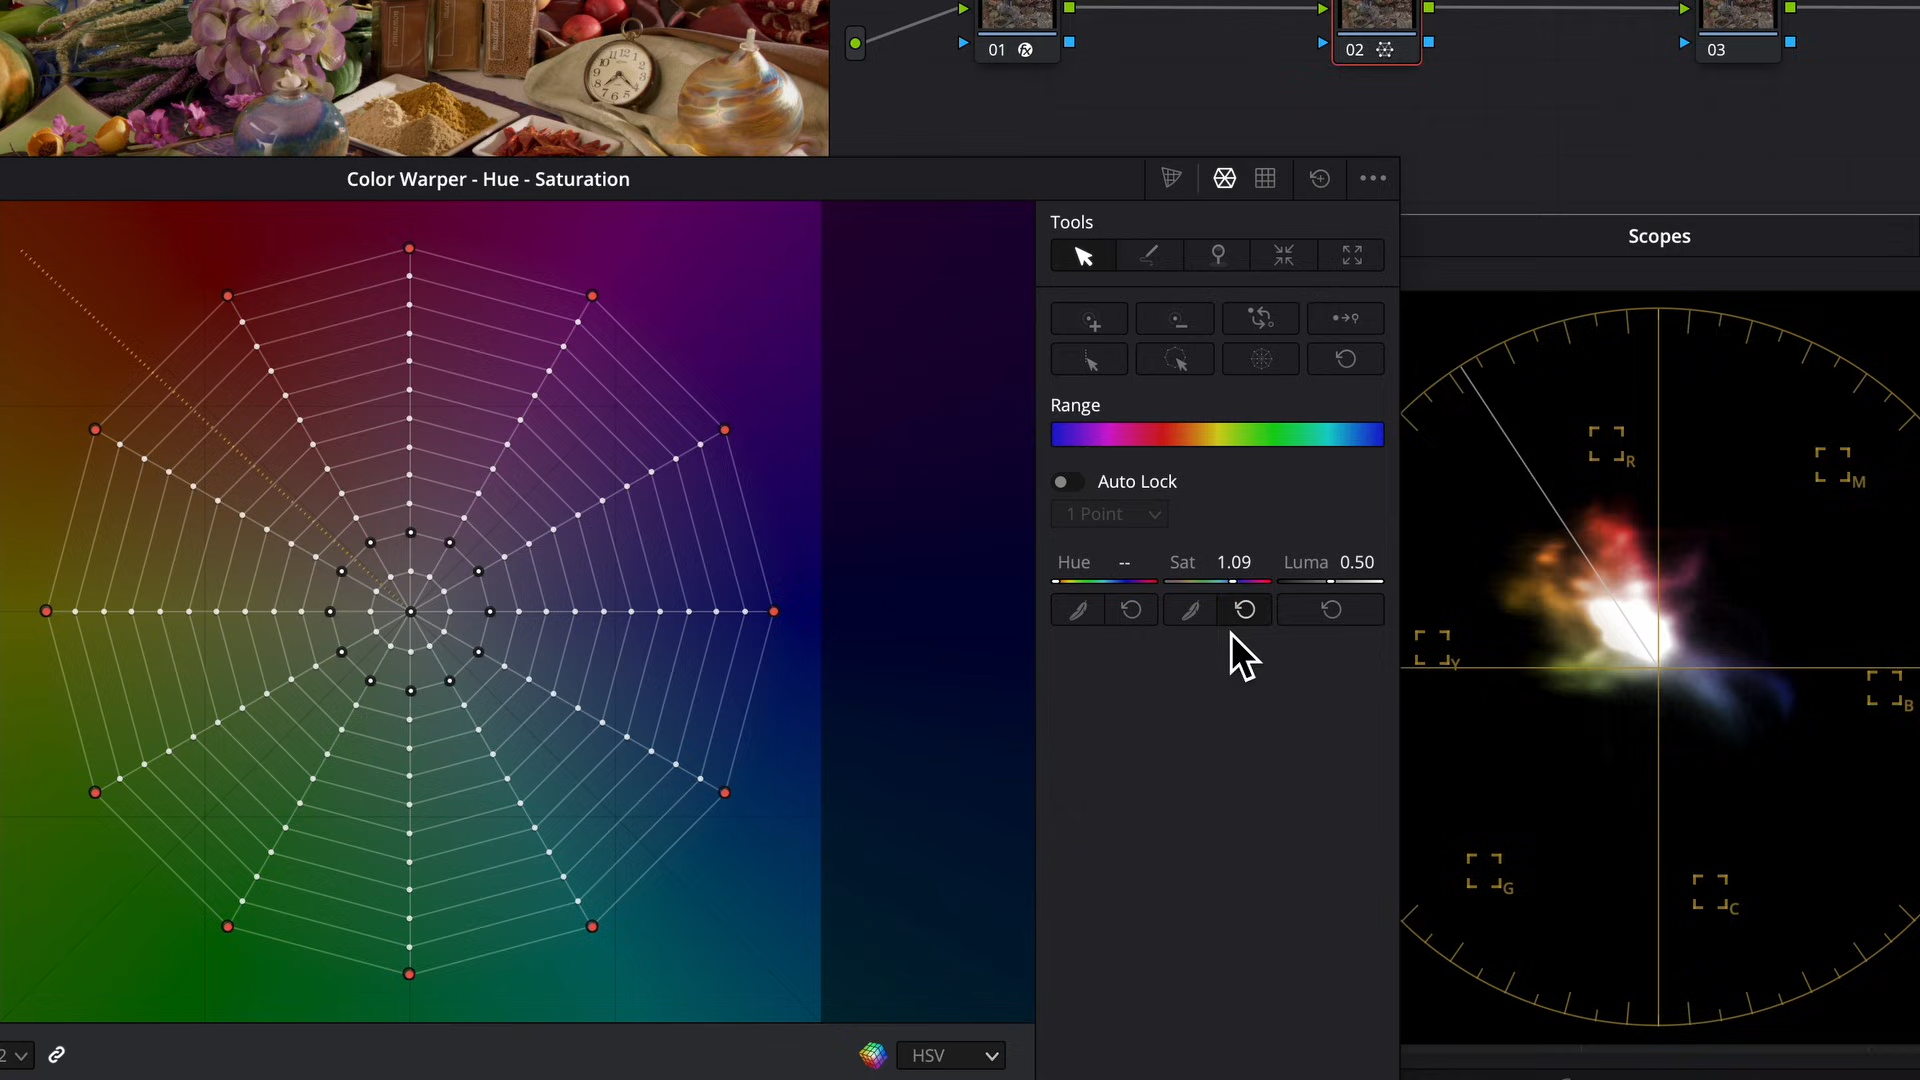 01
02
03
Color Warper - Hue - Saturation
Tools
Range
Auto Lock
1 Point
Hue -- Sat 1.09 Luma 0.50
2
HSV
Scopes
R
M
Y
B
G
C